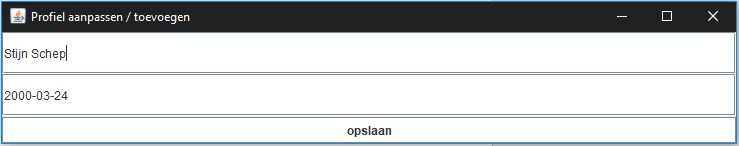 Profiel aanpassen / toevoegen
Stijn Schep
2000-03-24
opslaan